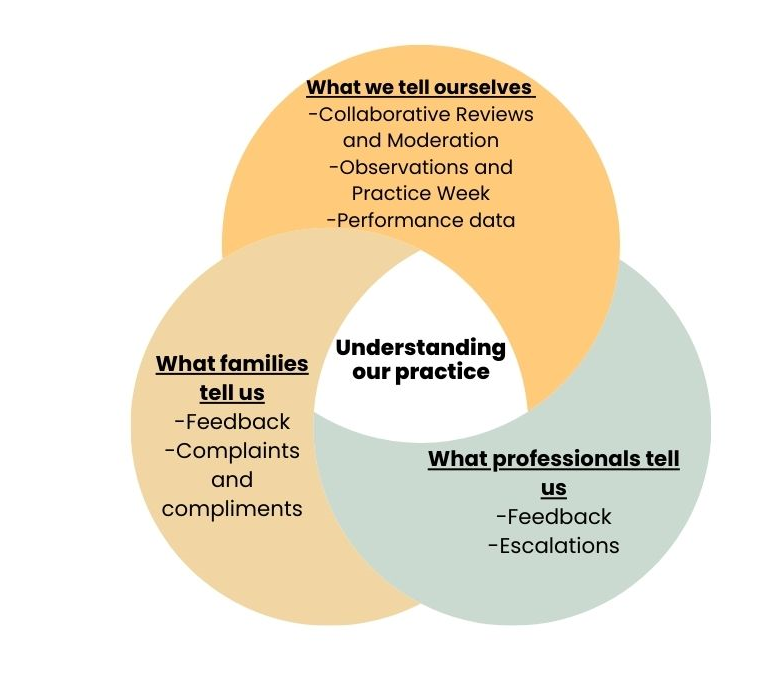 What we tell ourselves
-Collaborative Reviews
and Moderation
-Observations and
Practice Week
-Performance data
Understanding
our practice
What families
tell us
-Feedback
-Complaints
and
compliments
What professionals tell
us
-Feedback
-Escalations